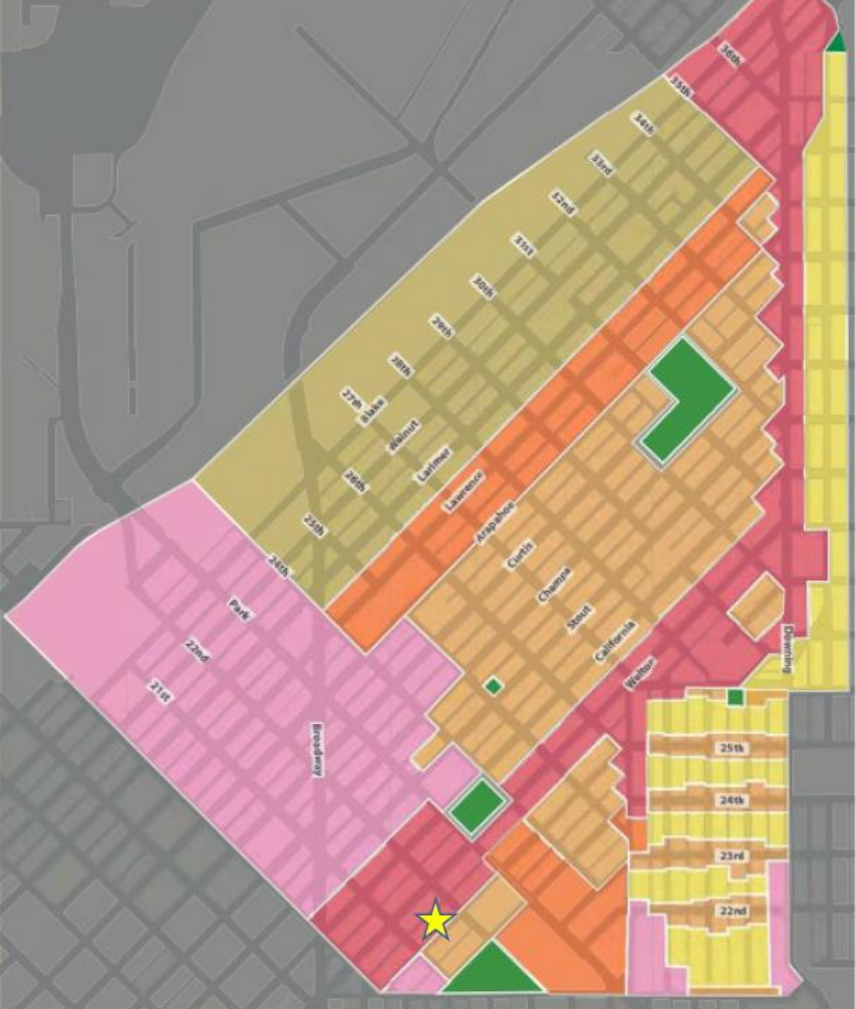 36th
35th
34th
33rd
32nd
31st
30th
29th
28th
27th
Blake
Walnut
Larimer
26th
Lawrence
Arapahoe
25th
Curtis
24th
Champa
Park
Stout
California
22nd
Welton
Downing
21st
Broadway
25th
24th
23rd
22nd